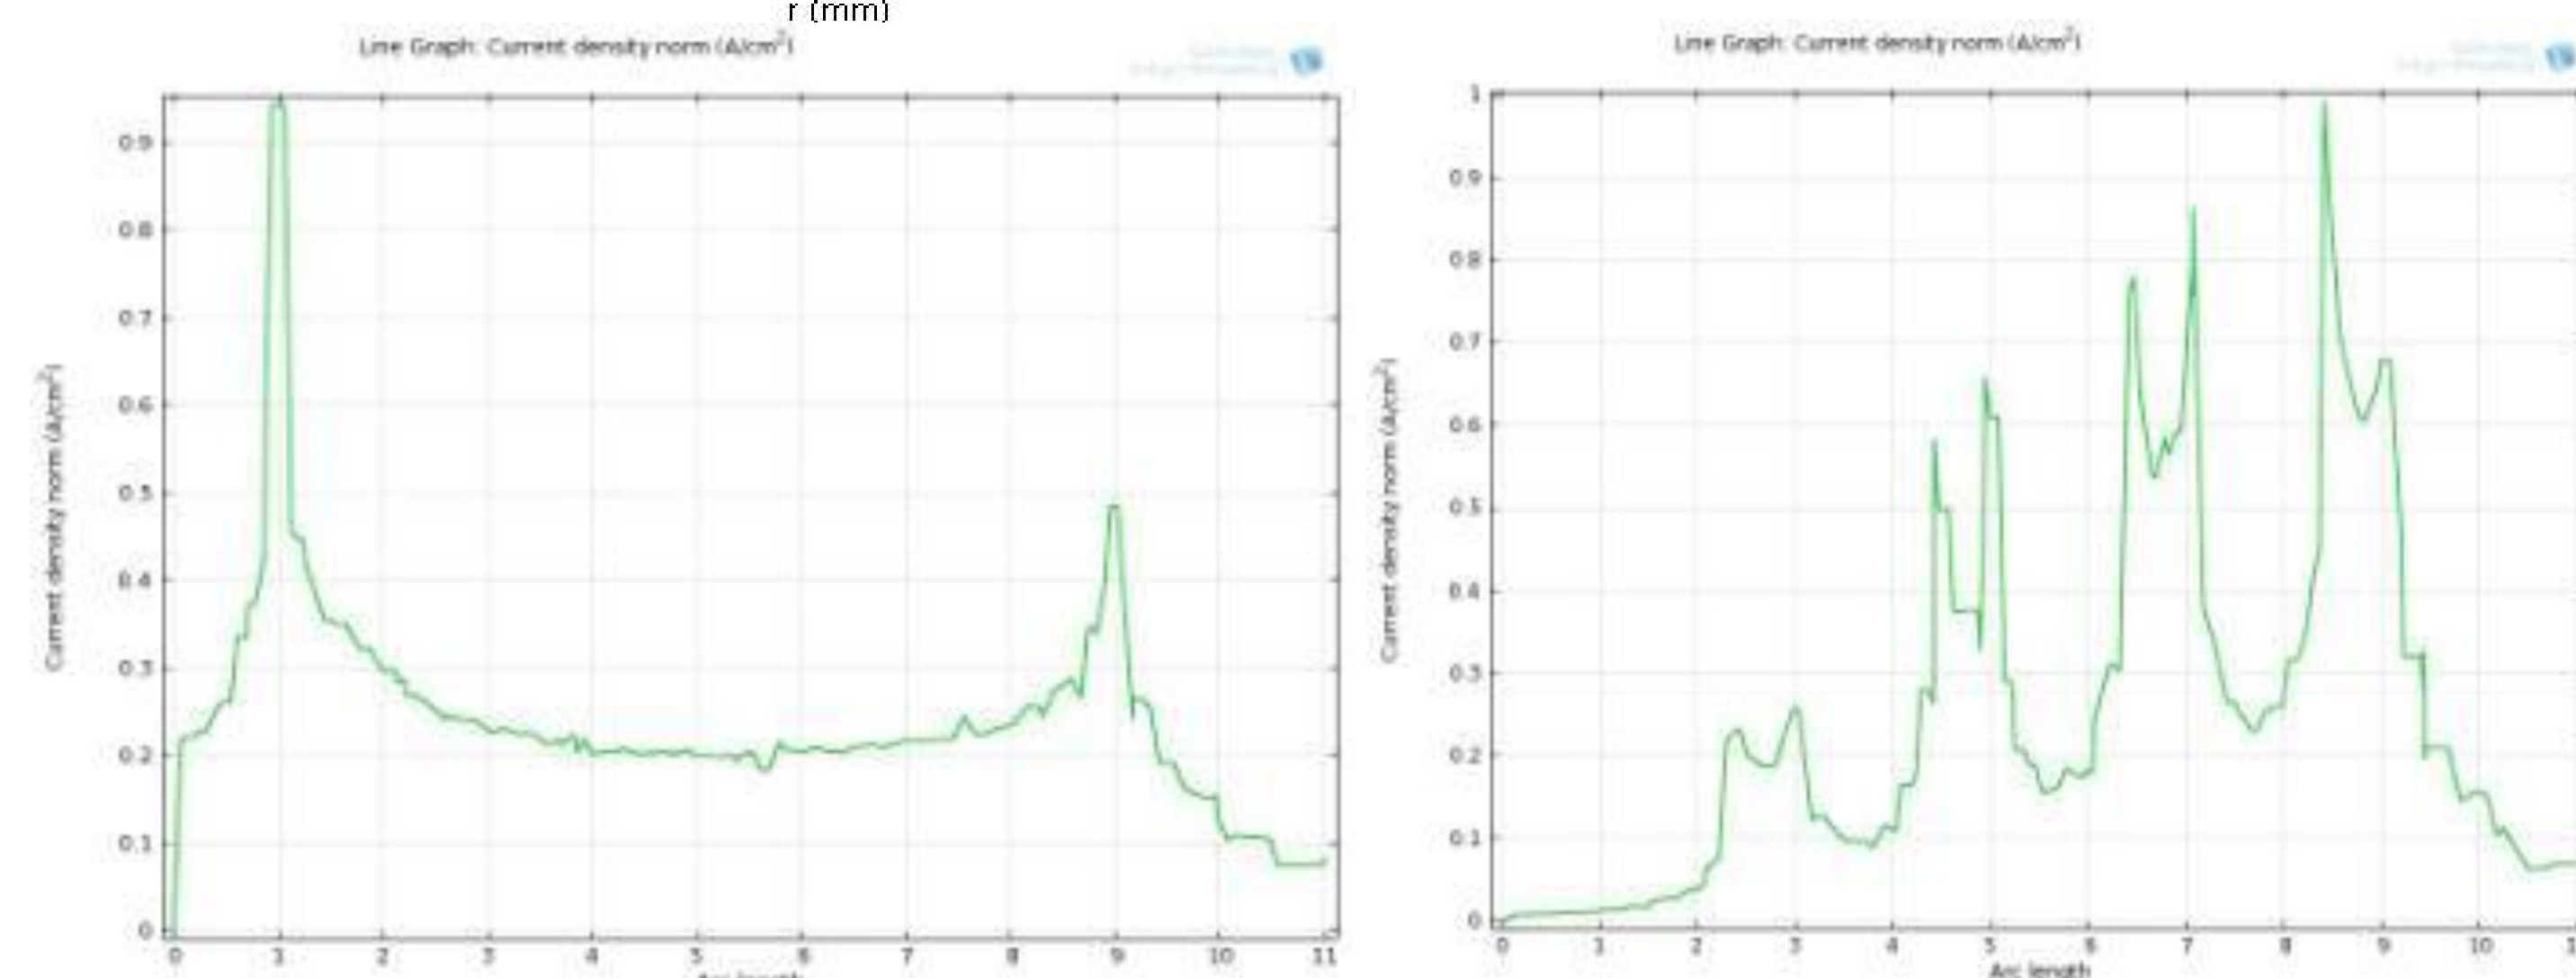 r (mm)
Line Graph: Current density norm (A/cm²)
0.9
0.8
0.7
0.6
0.5
0.4
0.3
0.2
0.1
0
Current density norm (A/cm²)
0 1 2 3 4 5 6 7 8 9 10 11
Arc length
Line Graph: Current density norm (A/cm²)
1
0.9
0.8
0.7
0.6
0.5
0.4
0.3
0.2
0.1
0
Current density norm (A/cm²)
0 1 2 3 4 5 6 7 8 9 10
Arc length